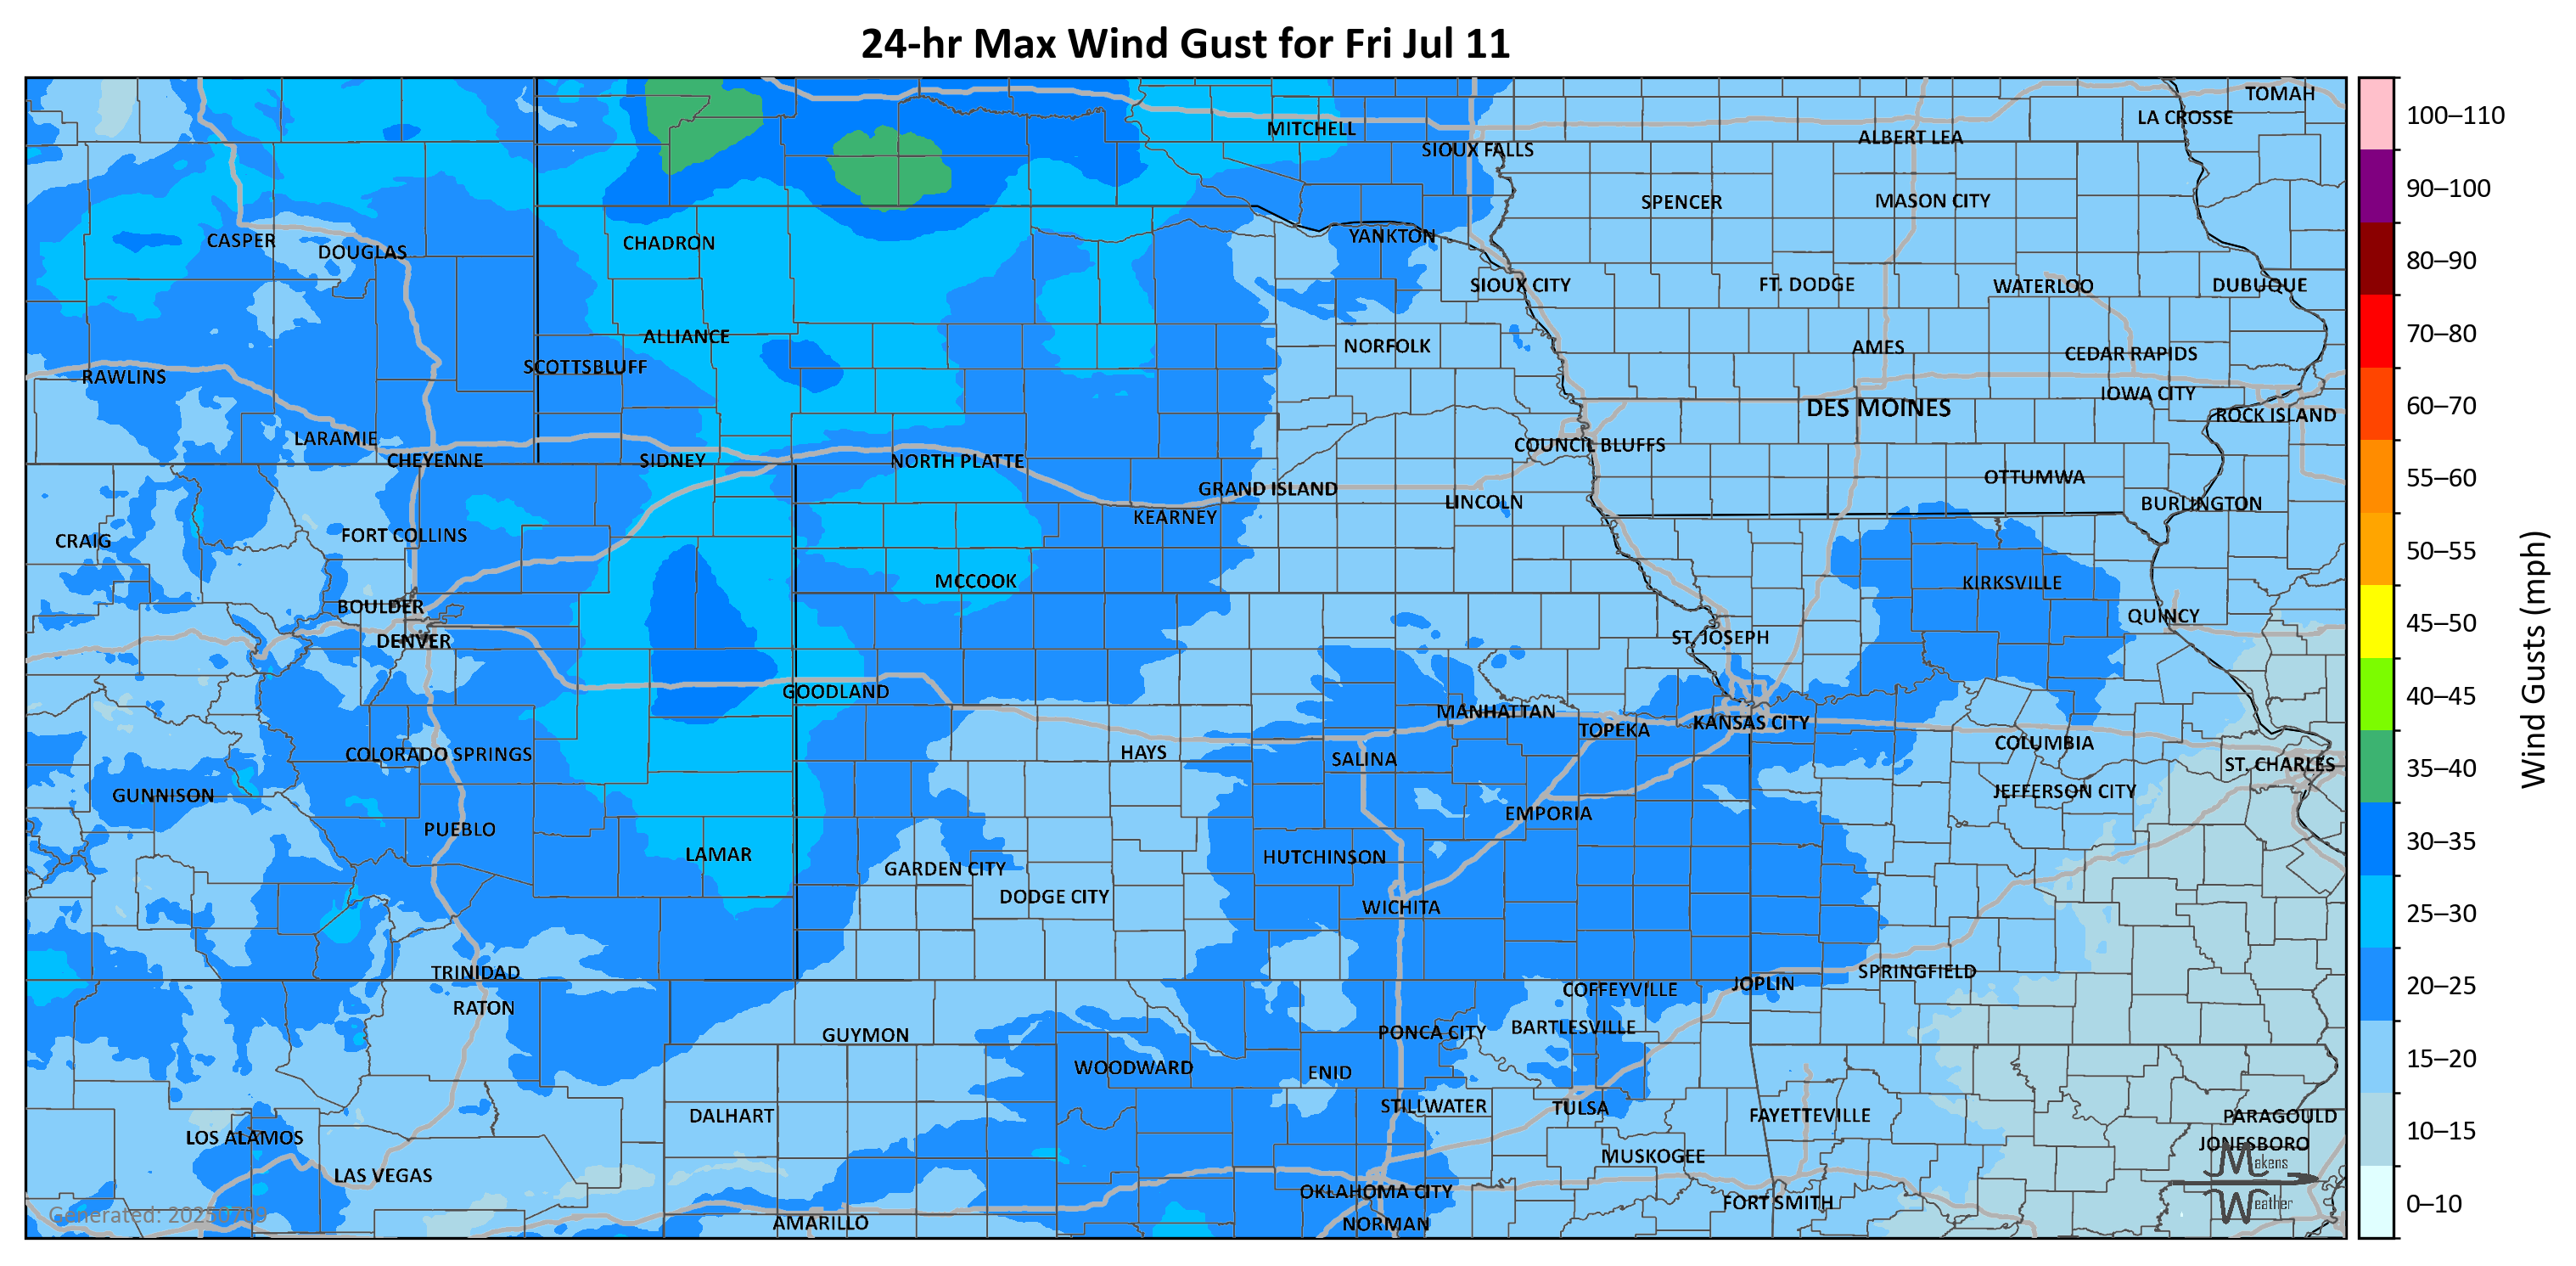 24-hr Max Wind Gust for Fri Jul 11
TOMAH
LA CROSSE
MITCHELL
ALBERT LEA
SIOUX FALLS
SPENCER
MASON CITY
YANKTON
CASPER
CHADRON
DOUGLAS
SIOUX CITY
FT. DODGE
WATERLOO
DUBUQUE
ALLIANCE
NORFOLK
AMES
CEDAR RAPIDS
SCOTTSBLUFF
RAWLINS
IOWA CITY
DES MOINES
ROCK ISLAND
LARAMIE
COUNCIL BLUFFS
CHEYENNE
SIDNEY
NORTH PLATTE
OTTUMWA
GRAND ISLAND
LINCOLN
BURLINGTON
KEARNEY
CRAIG
FORT COLLINS
MCCOOK
KIRKSVILLE
BOULDER
QUINCY
DENVER
ST. JOSEPH
GOODLAND
MANHATTAN
TOPEKA
KANSAS CITY
COLUMBIA
COLORADO SPRINGS
HAYS
SALINA
ST. CHARLES
GUNNISON
JEFFERSON CITY
EMPORIA
PUEBLO
LAMAR
HUTCHINSON
GARDEN CITY
DODGE CITY
WICHITA
TRINIDAD
SPRINGFIELD
JOPLIN
COFFEYVILLE
RATON
GUYMON
PONCA CITY
BARTLESVILLE
WOODWARD
ENID
STILLWATER
TULSA
DALHART
FAYETTEVILLE
PARAGOULD
LOS ALAMOS
JONESBORO
MUSKOGEE
LAS VEGAS
OKLAHOMA CITY
FORT SMITH
AMARILLO
NORMAN
Generated: 20250709
Makens
Weather
100–110
90–100
80–90
70–80
60–70
55–60
50–55
45–50
40–45
35–40
30–35
25–30
20–25
15–20
10–15
0–10
Wind Gusts (mph)